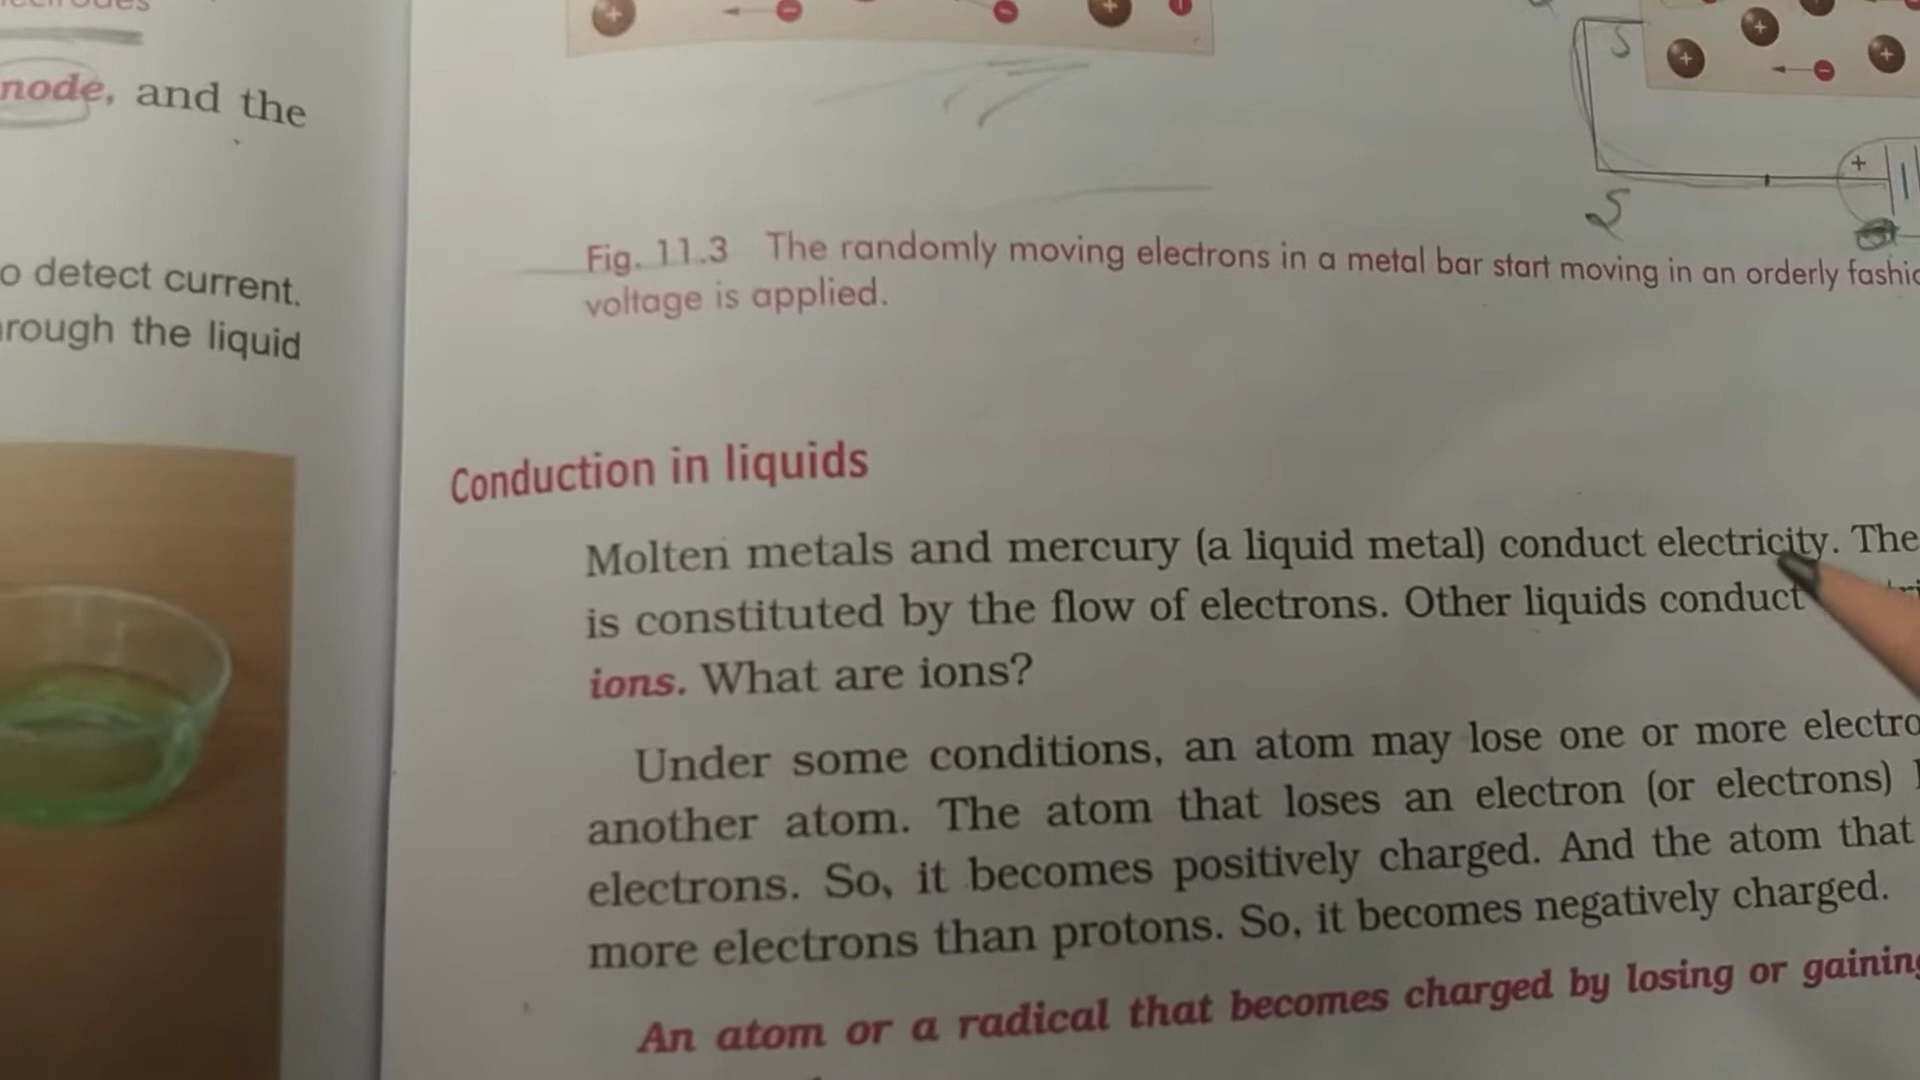 node, and the
o detect current.
rough the liquid
S
+
S
Fig. 11.3 The randomly moving electrons in a metal bar start moving in an orderly
voltage is applied.
Conduction in liquids
Molten metals and mercury (a liquid metal) conduct electricity. The
is constituted by the flow of electrons. Other liquids conduct
ions. What are ions?
Under some conditions, an atom may lose one or more electro
another atom. The atom that loses an electron (or electrons)
electrons. So, it becomes positively charged. And the atom that
more electrons than protons. So, it becomes negatively charged.
An atom or a radical that becomes charged by losing or gaining